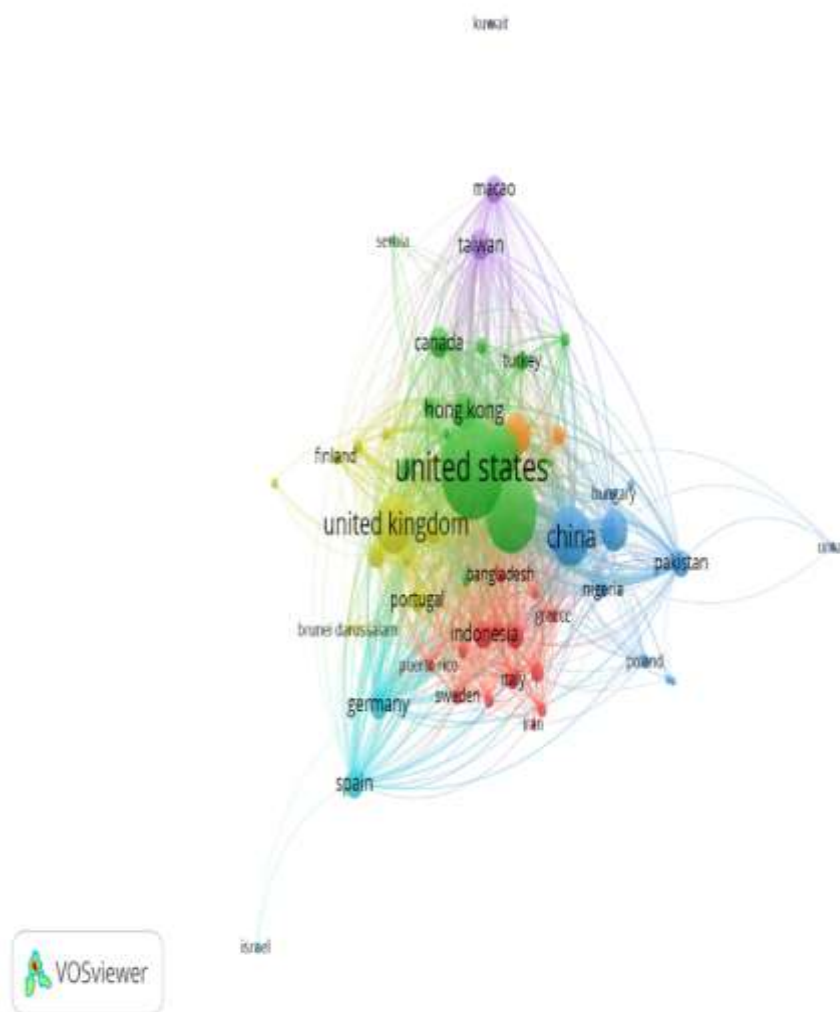 kuwait
macao
serbia
taiwan
canada
turkey
hong kong
finland
united states
hungary
united kingdom
china
pakistan
bangladesh
nigeria
portugal
greece
brunei darussalam
indonesia
puerto rico
poland
italy
sweden
germany
iran
spain
israel
VOSviewer